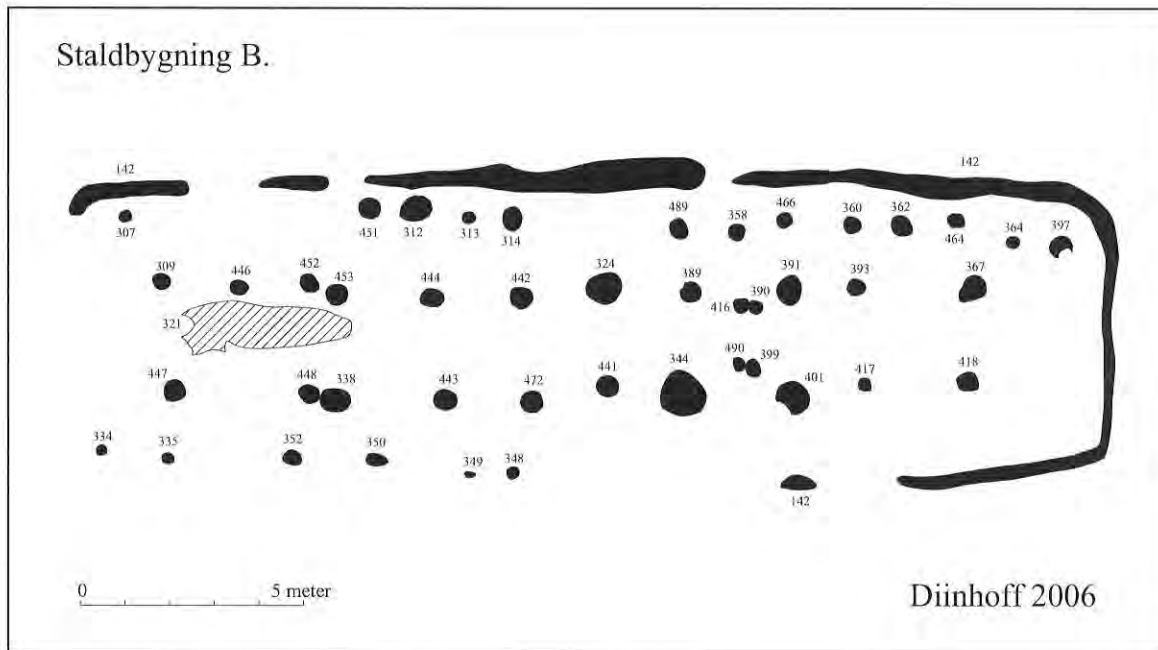 Staldbygning B.
142
142
307
451 312 313 314
489 358 466 360 362 464 364 397
309 446 452 453 444 442 324 389 416 390 391 393 367
321
447 448 338 443 472 441 344 490 399 401 417 418
334 335 352 350 349 348
142
0 5 meter
Diinhoff 2006